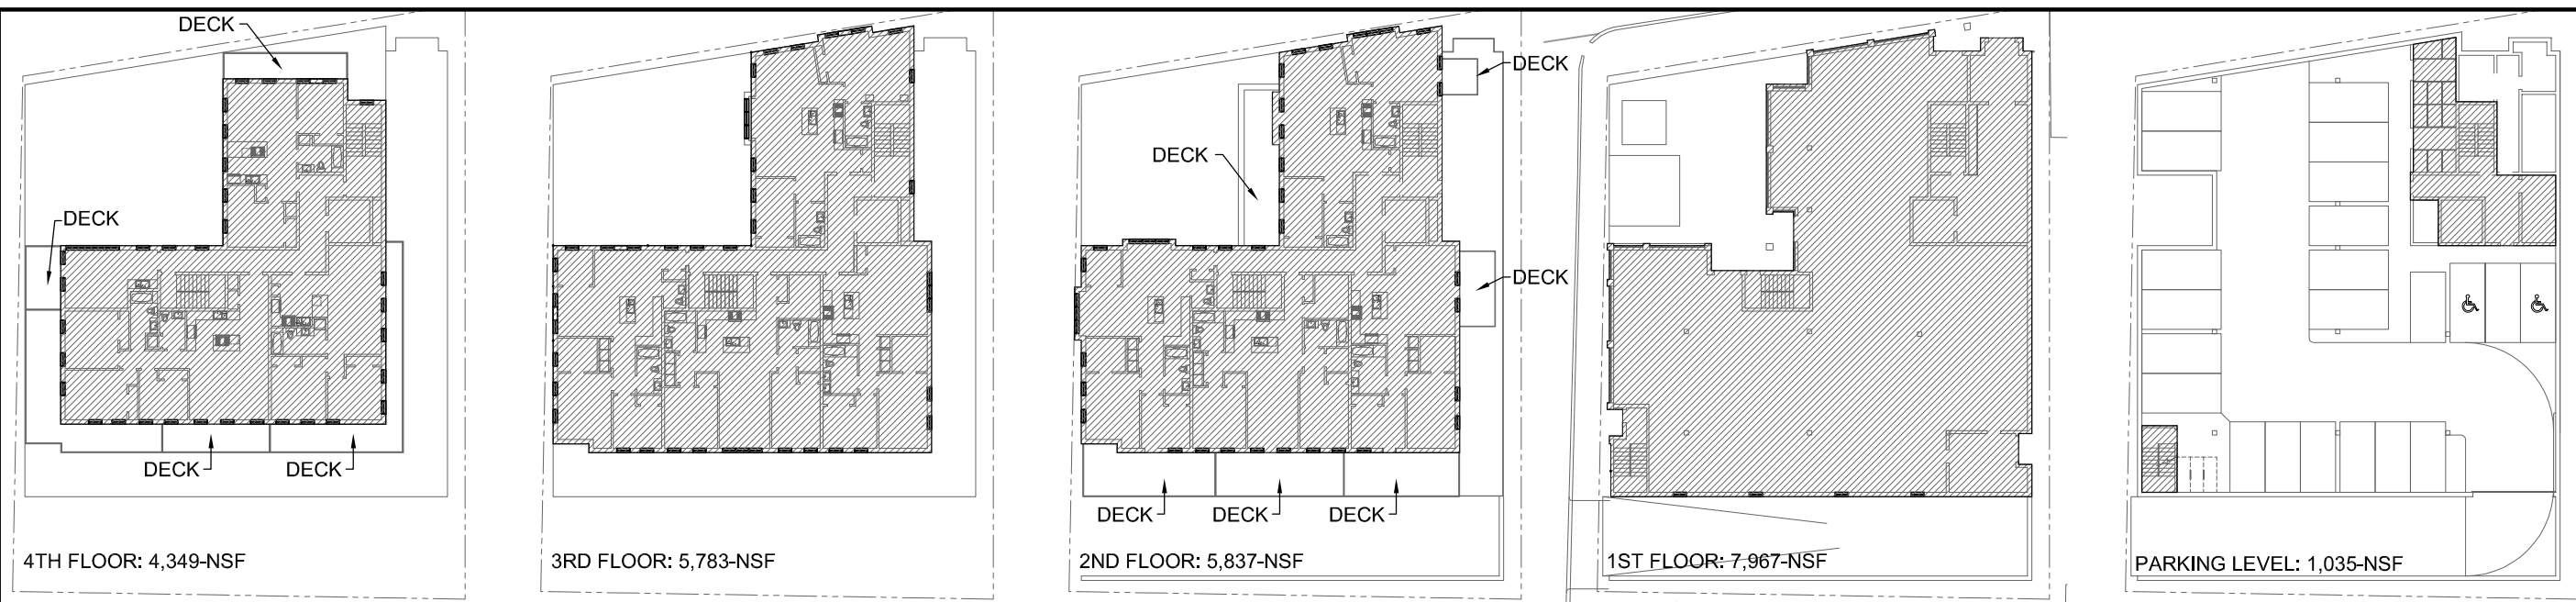 DECK
DECK
DECK
DECK
4TH FLOOR: 4,349-NSF
3RD FLOOR: 5,783-NSF
DECK
DECK
DECK
DECK
DECK
DECK
2ND FLOOR: 5,837-NSF
1ST FLOOR: 7,967-NSF
PARKING LEVEL: 1,035-NSF